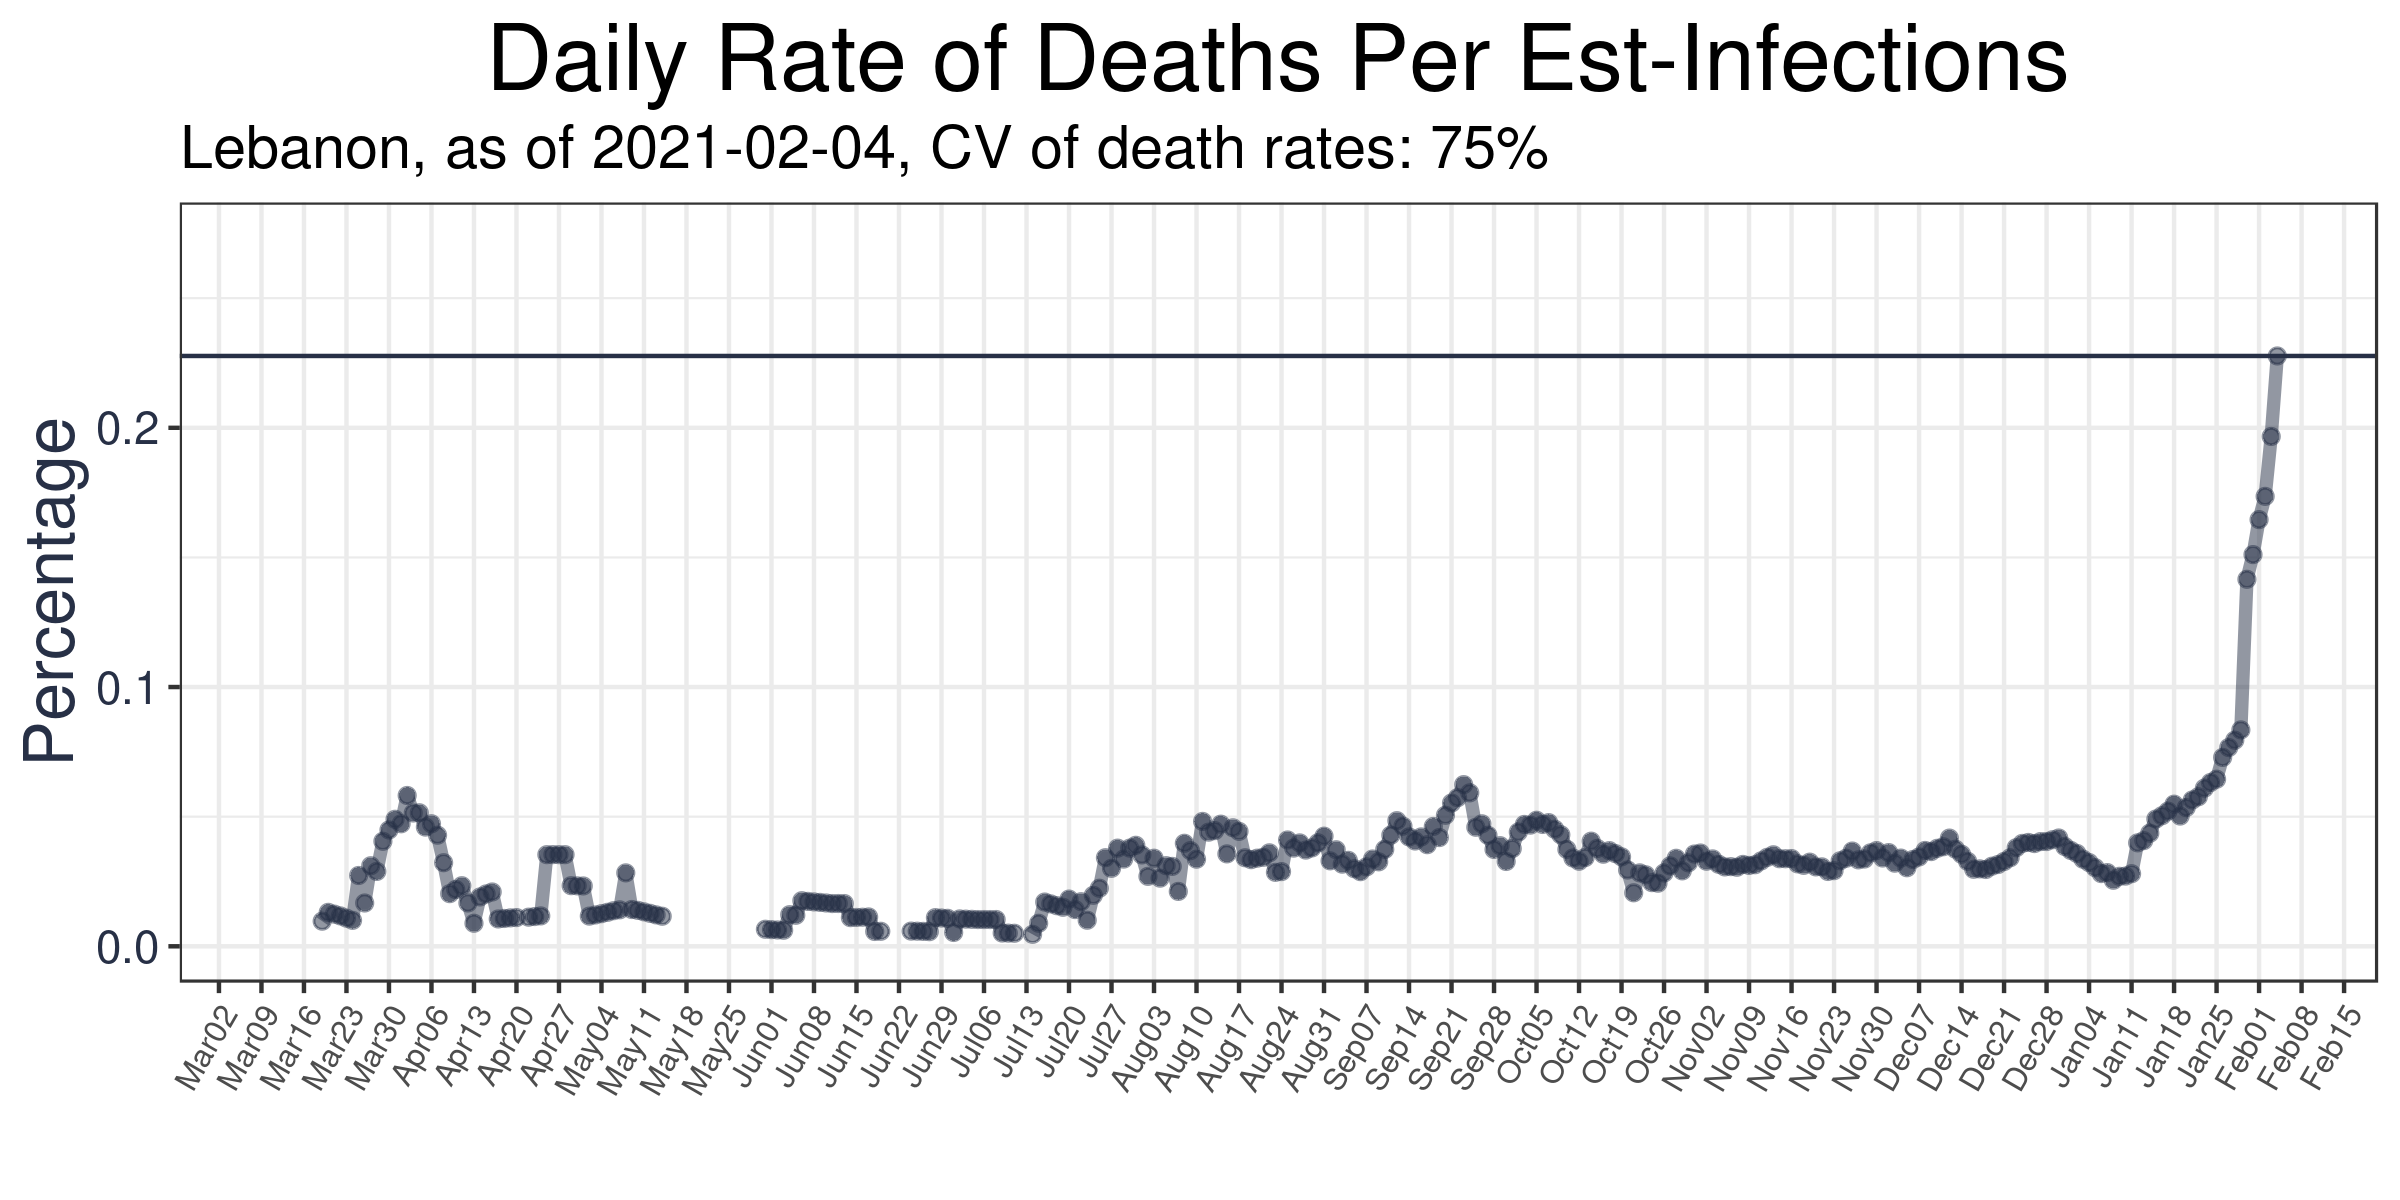 Daily Rate of Deaths Per Est-Infections
Lebanon, as of 2021-02-04, CV of death rates: 75%
Percentage
0.2
0.1
0.0
Mar02
Mar09
Mar16
Mar23
Mar30
Apr06
Apr13
Apr20
Apr27
May04
May11
May18
May25
Jun01
Jun08
Jun15
Jun22
Jun29
Jul06
Jul13
Jul20
Jul27
Aug03
Aug10
Aug17
Aug24
Aug31
Sep07
Sep14
Sep21
Sep28
Oct05
Oct12
Oct19
Oct26
Nov02
Nov09
Nov16
Nov23
Nov30
Dec07
Dec14
Dec21
Dec28
Jan04
Jan11
Jan18
Jan25
Feb01
Feb08
Feb15